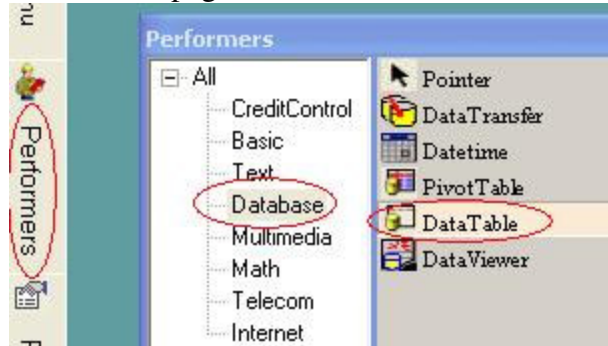 Performers
All
CreditControl
Basic
Text
Database
Multimedia
Math
Telecom
Internet
Pointer
DataTransfer
Datetime
PivotTable
DataTable
DataViewer
Performers